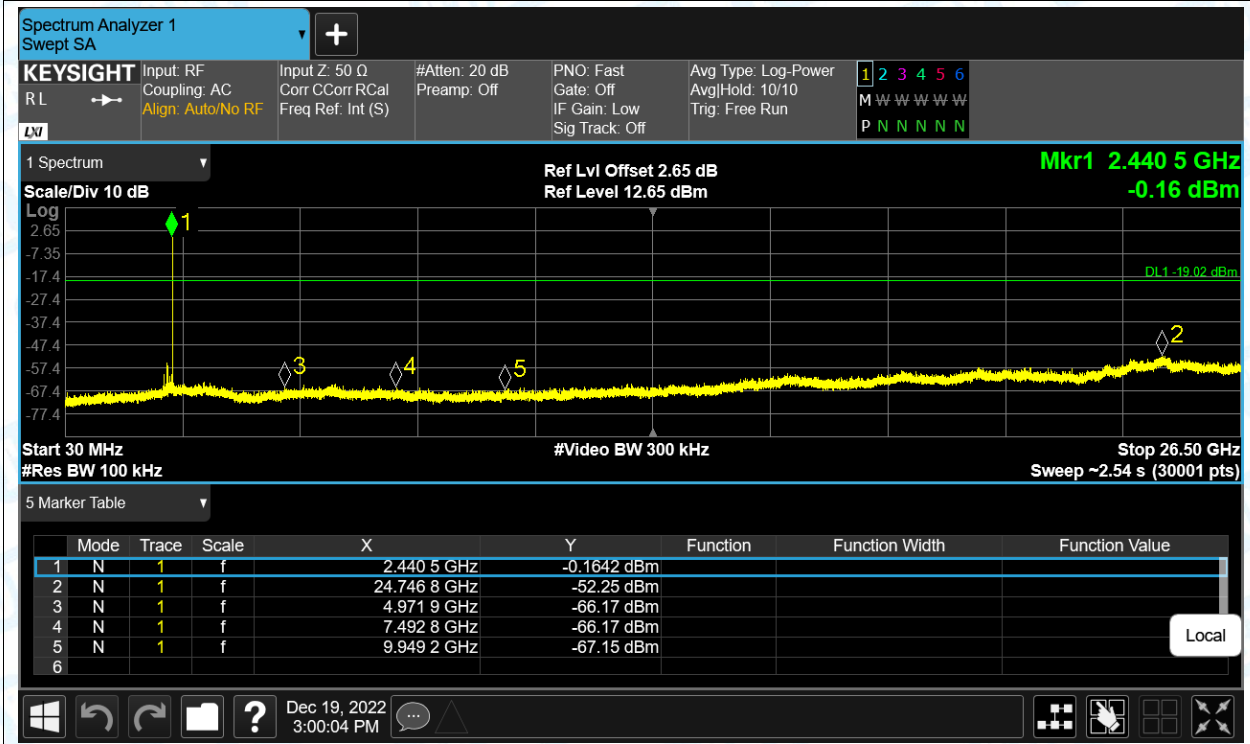 Spectrum Analyzer 1
Swept SA
+
KEYSIGHT
R L
LXI
Input: RF
Coupling: AC
Align: Auto/No RF
Input Z: 50 Ω
Corr CCorr RCal
Freq Ref: Int (S)
#Atten: 20 dB
Preamp: Off
PNO: Fast
Gate: Off
IF Gain: Low
Sig Track: Off
Avg Type: Log-Power
Avg|Hold: 10/10
Trig: Free Run
1 2 3 4 5 6
M W W W W W
P N N N N N
1 Spectrum
Scale/Div 10 dB
Ref Lvl Offset 2.65 dB
Ref Level 12.65 dBm
Mkr1 2.440 5 GHz
-0.16 dBm
Log
2.65
-7.35
-17.4
-27.4
-37.4
-47.4
-57.4
-67.4
-77.4
1
DL1 -19.02 dBm
2
3
4
5
Start 30 MHz
#Video BW 300 kHz
Stop 26.50 GHz
#Res BW 100 kHz
Sweep ~2.54 s (30001 pts)
5 Marker Table
Mode Trace Scale X Y Function Function Width Function Value
1 N 1 f 2.440 5 GHz -0.1642 dBm
2 N 1 f 24.746 8 GHz -52.25 dBm
3 N 1 f 4.971 9 GHz -66.17 dBm
4 N 1 f 7.492 8 GHz -66.17 dBm
5 N 1 f 9.949 2 GHz -67.15 dBm
6
Local
?
Dec 19, 2022
3:00:04 PM